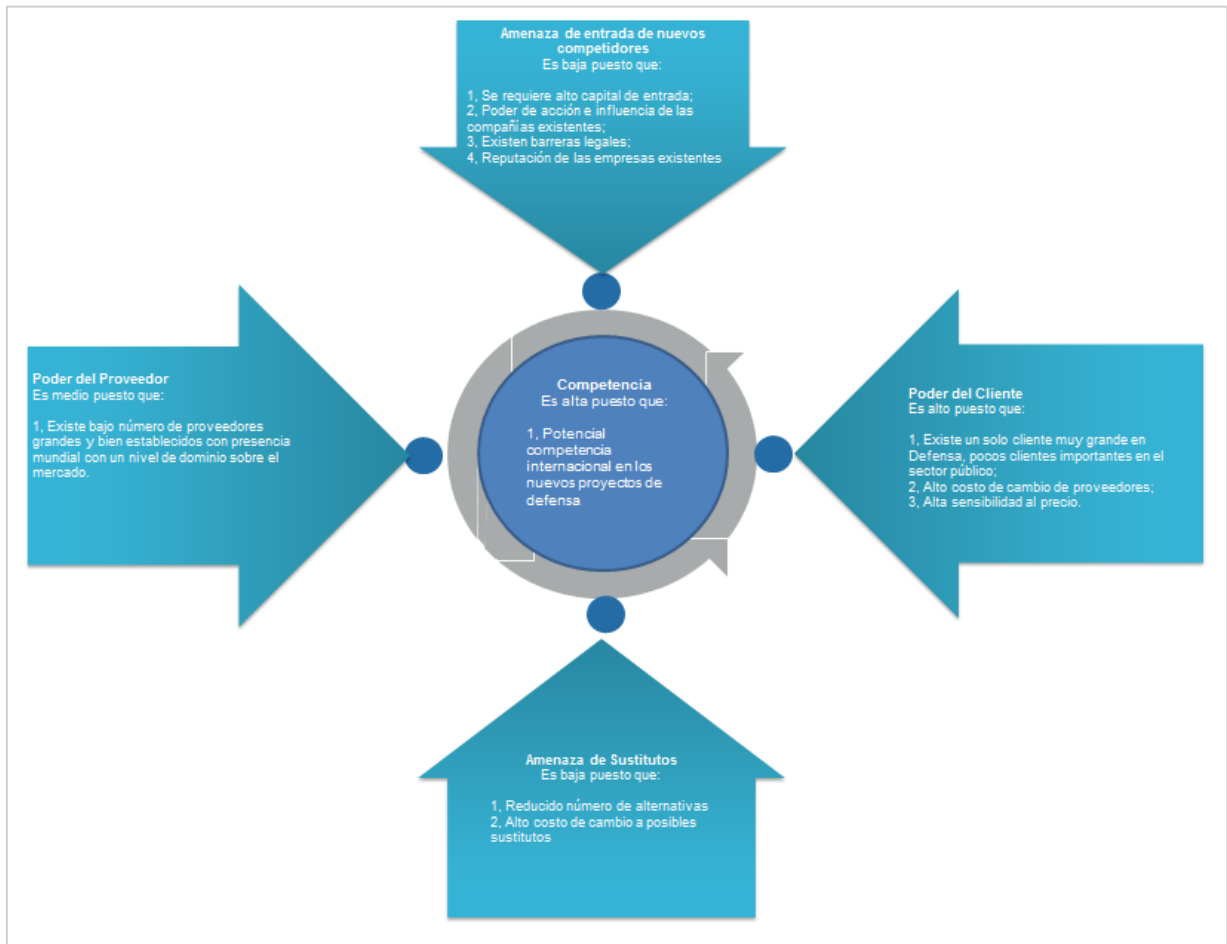 Amenaza de entrada de nuevos
competidores
Es baja puesto que:
1, Se requiere alto capital de entrada;
2, Poder de acción e influencia de las
compañías existentes;
3, Existen barreras legales;
4, Reputación de las empresas existentes
Poder del Proveedor
Es medio puesto que:
1, Existe bajo número de proveedores
grandes y bien establecidos con presencia
mundial con un nivel de dominio sobre el
mercado.
Competencia
Es alta puesto que:
1, Potencial
competencia
internacional en los
nuevos proyectos de
defensa
Poder del Cliente
Es alto puesto que:
1, Existe un solo cliente muy grande en
Defensa, pocos clientes importantes en el
sector público;
2, Alto costo de cambio de proveedores;
3, Alta sensibilidad al precio.
Amenaza de Sustitutos
Es baja puesto que:
1, Reducido número de alternativas
2, Alto costo de cambio a posibles
sustitutos